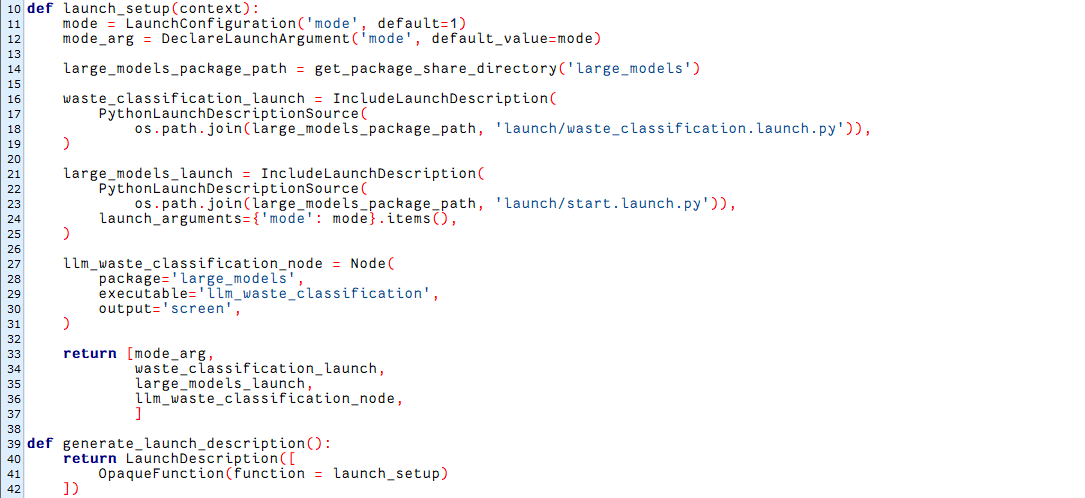 10 def launch_setup(context):
11     mode = LaunchConfiguration('mode', default=1)
12     mode_arg = DeclareLaunchArgument('mode', default_value=mode)
13
14     large_models_package_path = get_package_share_directory('large_models')
15
16     waste_classification_launch = IncludeLaunchDescription(
17         PythonLaunchDescriptionSource(
18             os.path.join(large_models_package_path, 'launch/waste_classification.launch.py')),
19     )
20
21     large_models_launch = IncludeLaunchDescription(
22         PythonLaunchDescriptionSource(
23             os.path.join(large_models_package_path, 'launch/start.launch.py')),
24         launch_arguments={'mode': mode}.items(),
25     )
26
27     llm_waste_classification_node = Node(
28         package='large_models',
29         executable='llm_waste_classification',
30         output='screen',
31     )
32
33     return [mode_arg,
34             waste_classification_launch,
35             large_models_launch,
36             llm_waste_classification_node,
37             ]
38
39 def generate_launch_description():
40     return LaunchDescription([
41         OpaqueFunction(function = launch_setup)
42     ])